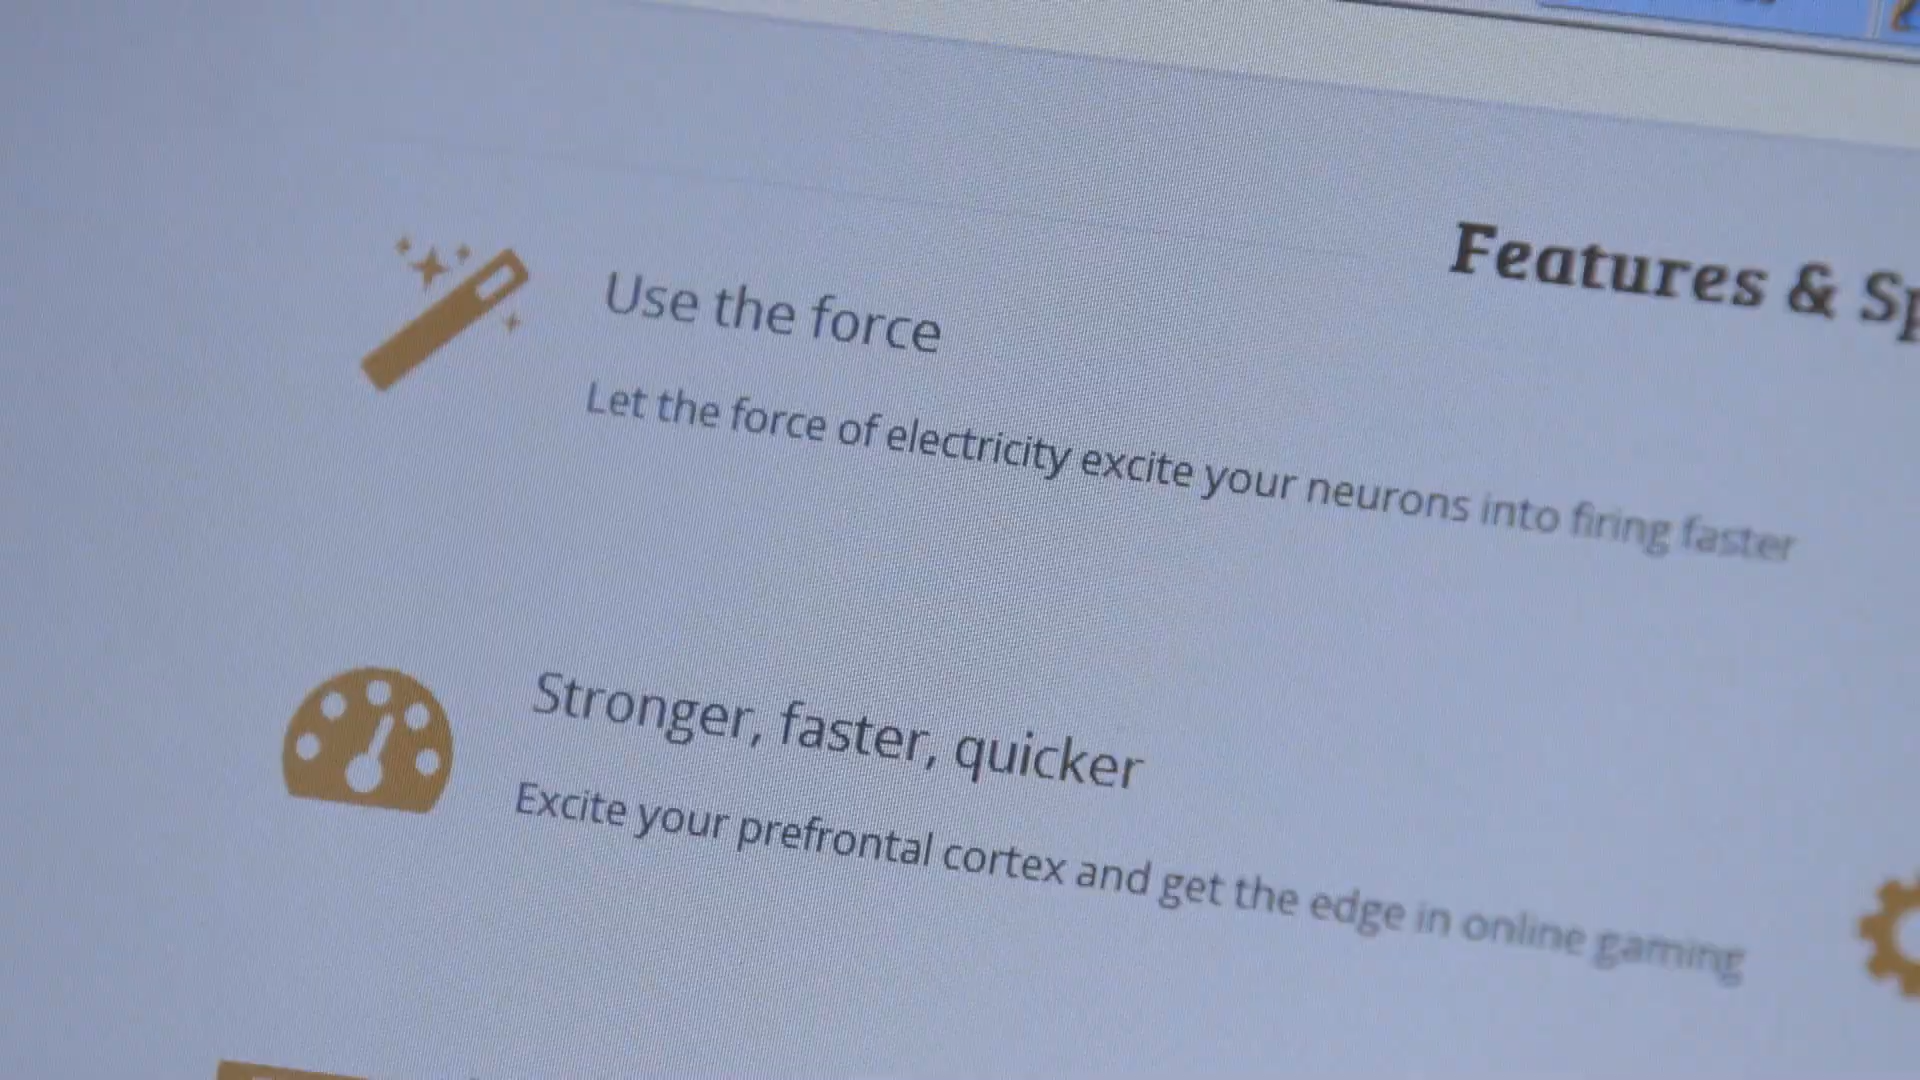 Features & Sp
Use the force
Let the force of electricity excite your neurons into firing faster
Stronger, faster, quicker
Excite your prefrontal cortex and get the edge in online gaming